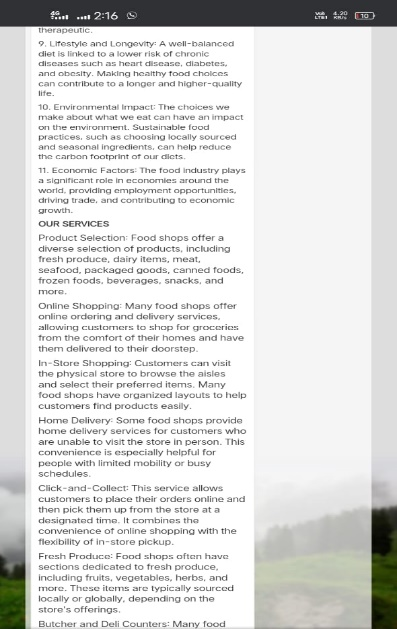 4G 2:16 VoB LTE1 4.20 KB/s 10
therapeutic.
9. Lifestyle and Longevity: A well-balanced
diet is linked to a lower risk of chronic
diseases such as heart disease, diabetes,
and obesity. Making healthy food choices
can contribute to a longer and higher-quality
life.
10. Environmental Impact: The choices we
make about what we eat can have an impact
on the environment. Sustainable food
practices, such as choosing locally sourced
and seasonal ingredients, can help reduce
the carbon footprint of our diets.
11. Economic Factors: The food industry plays
a significant role in economies around the
world, providing employment opportunities,
driving trade, and contributing to economic
growth.
OUR SERVICES
Product Selection: Food shops offer a
diverse selection of products, including
fresh produce, dairy items, meat,
seafood, packaged goods, canned foods,
frozen foods, beverages, snacks, and
more.
Online Shopping: Many food shops offer
online ordering and delivery services,
allowing customers to shop for groceries
from the comfort of their homes and have
them delivered to their doorstep.
In-Store Shopping: Customers can visit
the physical store to browse the aisles
and select their preferred items. Many
food shops have organized layouts to help
customers find products easily.
Home Delivery: Some food shops provide
home delivery services for customers who
are unable to visit the store in person. This
convenience is especially helpful for
people with limited mobility or busy
schedules.
Click-and-Collect: This service allows
customers to place their orders online and
then pick them up from the store at a
designated time. It combines the
convenience of online shopping with the
flexibility of in-store pickup.
Fresh Produce: Food shops often have
sections dedicated to fresh produce,
including fruits, vegetables, herbs, and
more. These items are typically sourced
locally or globally, depending on the
store's offerings.
Butcher and Deli Counters: Many food